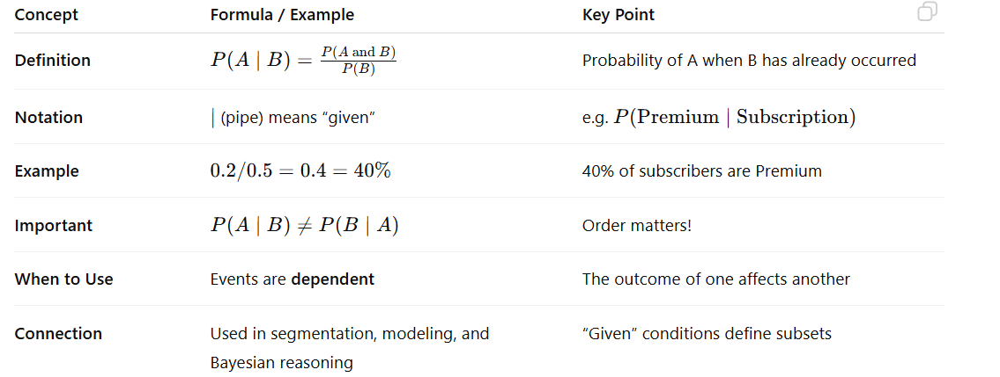 Concept Formula / Example Key Point
Definition P(A | B) = P(A and B) / P(B) Probability of A when B has already occurred
Notation | (pipe) means “given” e.g. P(Premium | Subscription)
Example 0.2/0.5 = 0.4 = 40% 40% of subscribers are Premium
Important P(A | B) ≠ P(B | A) Order matters!
When to Use Events are dependent The outcome of one affects another
Connection Used in segmentation, modeling, and “Given” conditions define subsets
Bayesian reasoning